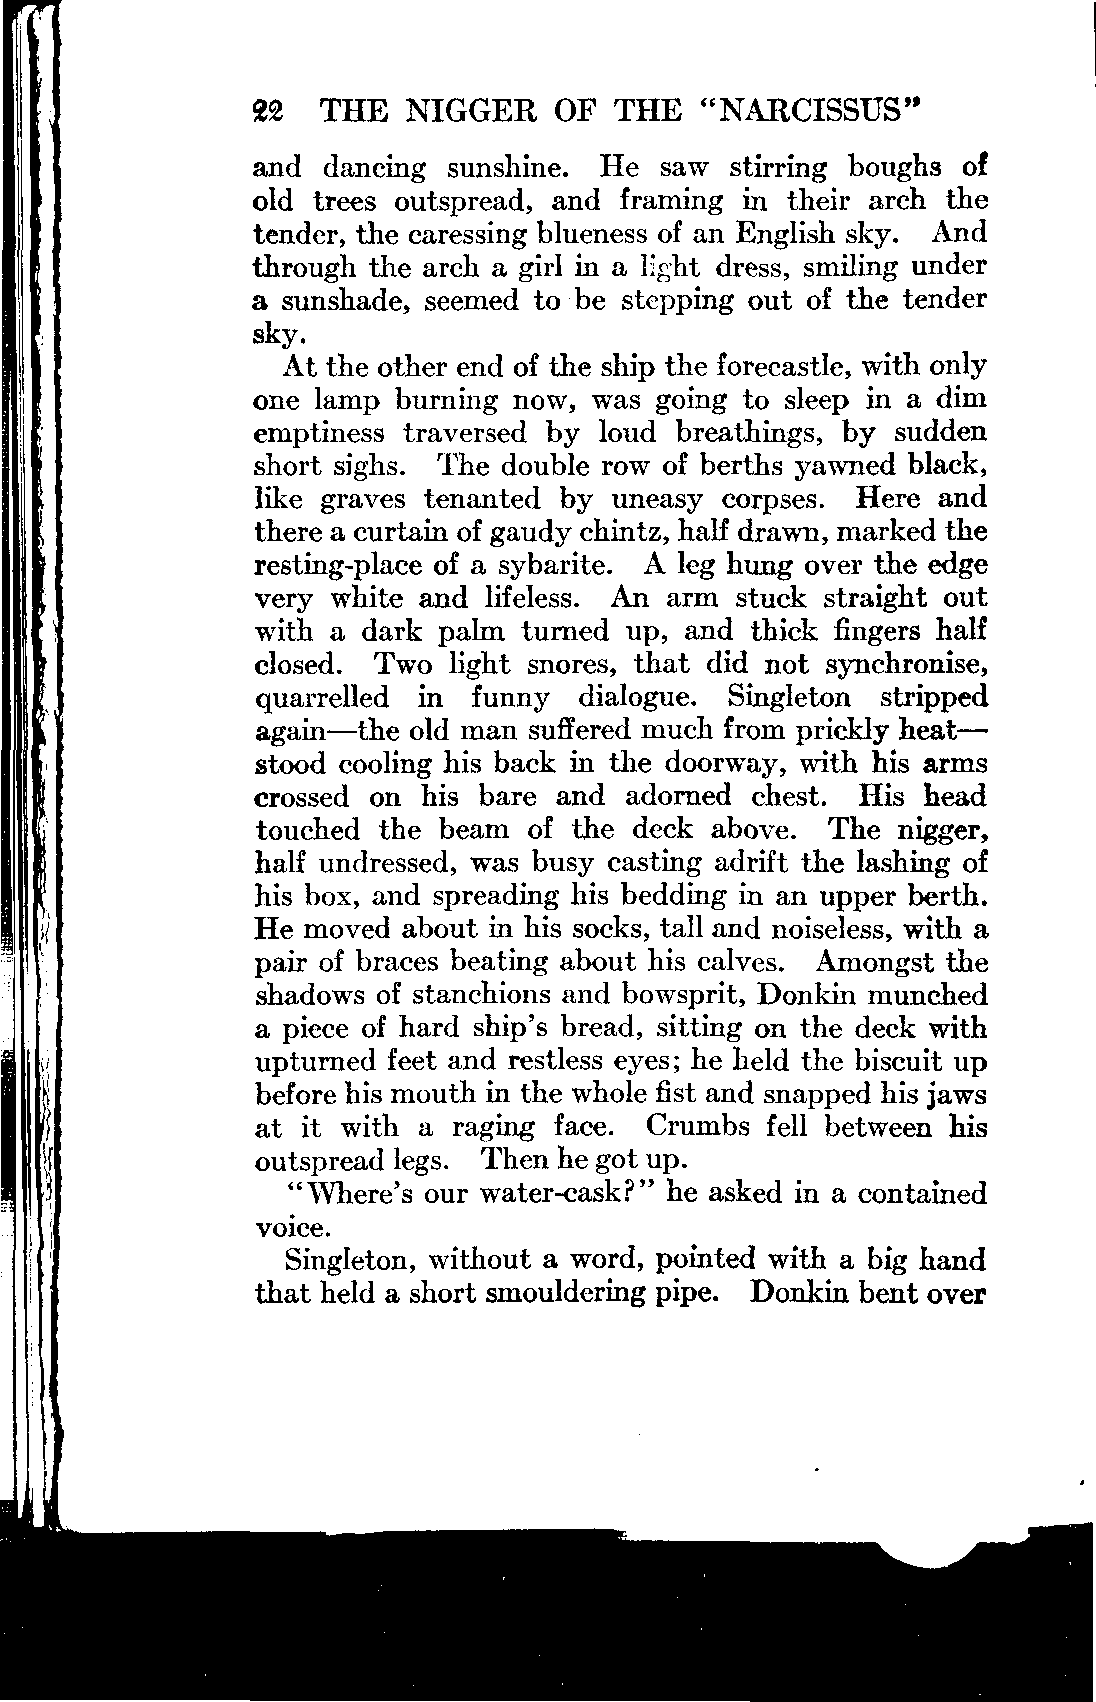 22 THE NIGGER OF THE “NARCISSUS”
and dancing sunshine. He saw stirring boughs of
old trees outspread, and framing in their arch the
tender, the caressing blueness of an English sky. And
through the arch a girl in a light dress, smiling under
a sunshade, seemed to be stepping out of the tender
sky.
At the other end of the ship the forecastle, with only
one lamp burning now, was going to sleep in a dim
emptiness traversed by loud breathings, by sudden
short sighs. The double row of berths yawned black,
like graves tenanted by uneasy corpses. Here and
there a curtain of gaudy chintz, half drawn, marked the
resting-place of a sybarite. A leg hung over the edge
very white and lifeless. An arm stuck straight out
with a dark palm turned up, and thick fingers half
closed. Two light snores, that did not synchronise,
quarrelled in funny dialogue. Singleton stripped
again—the old man suffered much from prickly heat—
stood cooling his back in the doorway, with his arms
crossed on his bare and adorned chest. His head
touched the beam of the deck above. The nigger,
half undressed, was busy casting adrift the lashing of
his box, and spreading his bedding in an upper berth.
He moved about in his socks, tall and noiseless, with a
pair of braces beating about his calves. Amongst the
shadows of stanchions and bowsprit, Donkin munched
a piece of hard ship’s bread, sitting on the deck with
upturned feet and restless eyes; he held the biscuit up
before his mouth in the whole fist and snapped his jaws
at it with a raging face. Crumbs fell between his
outspread legs. Then he got up.
“Where’s our water-cask?” he asked in a contained
voice.
Singleton, without a word, pointed with a big hand
that held a short smouldering pipe. Donkin bent over